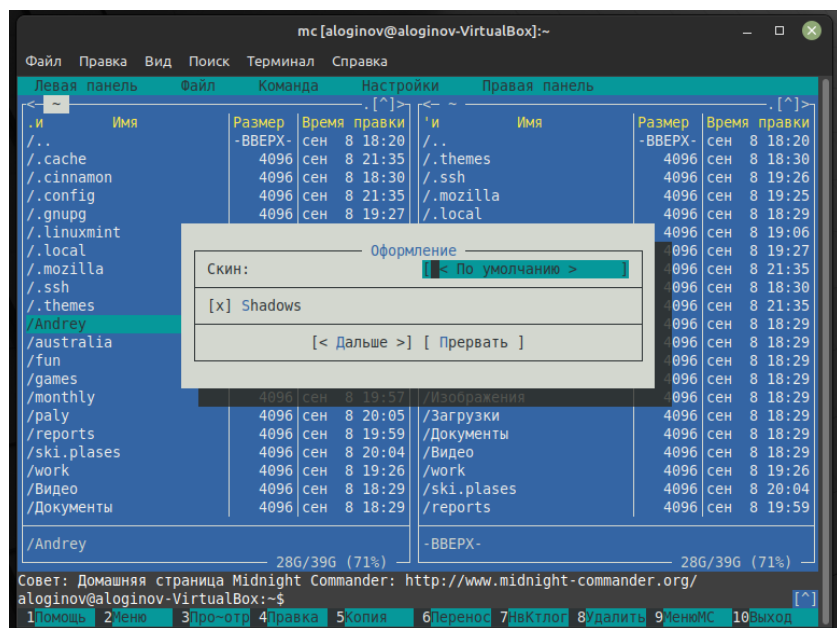 mc [aloginov@aloginov-VirtualBox]:~
Файл Правка Вид Поиск Терминал Справка
Левая панель Файл Команда Настройки Правая панель
<— ~ .[^]> <— ~ .[^]>
.и Имя Размер Время правки 'и Имя Размер Время правки
/.. -ВВЕРХ- сен 8 18:20 /.. -ВВЕРХ- сен 8 18:20
/.cache 4096 сен 8 21:35 /.themes 4096 сен 8 18:30
/.cinnamon 4096 сен 8 18:30 /.ssh 4096 сен 8 19:26
/.config 4096 сен 8 21:35 /.mozilla 4096 сен 8 19:25
/.gnupg 4096 сен 8 19:27 /.local 4096 сен 8 18:29
/.linuxmint 4096 сен 8 19:06
/.local Оформление 4096 сен 8 19:27
/.mozilla Скин: [ < По умолчанию > ] 4096 сен 8 21:35
/.ssh 4096 сен 8 18:30
/.themes [x] Shadows 4096 сен 8 21:35
/Andrey 4096 сен 8 18:29
/australia [< Дальше >] [ Прервать ] 4096 сен 8 18:29
/fun 4096 сен 8 18:29
/games 4096 сен 8 18:29
/monthly 4096 сен 8 19:57 /Изображения 4096 сен 8 18:29
/paly 4096 сен 8 20:05 /Загрузки 4096 сен 8 18:29
/reports 4096 сен 8 19:59 /Документы 4096 сен 8 18:29
/ski.plases 4096 сен 8 20:04 /Видео 4096 сен 8 18:29
/work 4096 сен 8 19:26 /work 4096 сен 8 19:26
/Видео 4096 сен 8 18:29 /ski.plases 4096 сен 8 20:04
/Документы 4096 сен 8 18:29 /reports 4096 сен 8 19:59
/Andrey -ВВЕРХ-
28G/39G (71%) 28G/39G (71%)
Совет: Домашняя страница Midnight Commander: http://www.midnight-commander.org/
aloginov@aloginov-VirtualBox:~$ [^]
1Помощь 2Меню 3Про~отр 4Правка 5Копия 6Перенос 7НвКтлог 8Удалить 9МенюMC 10Выход